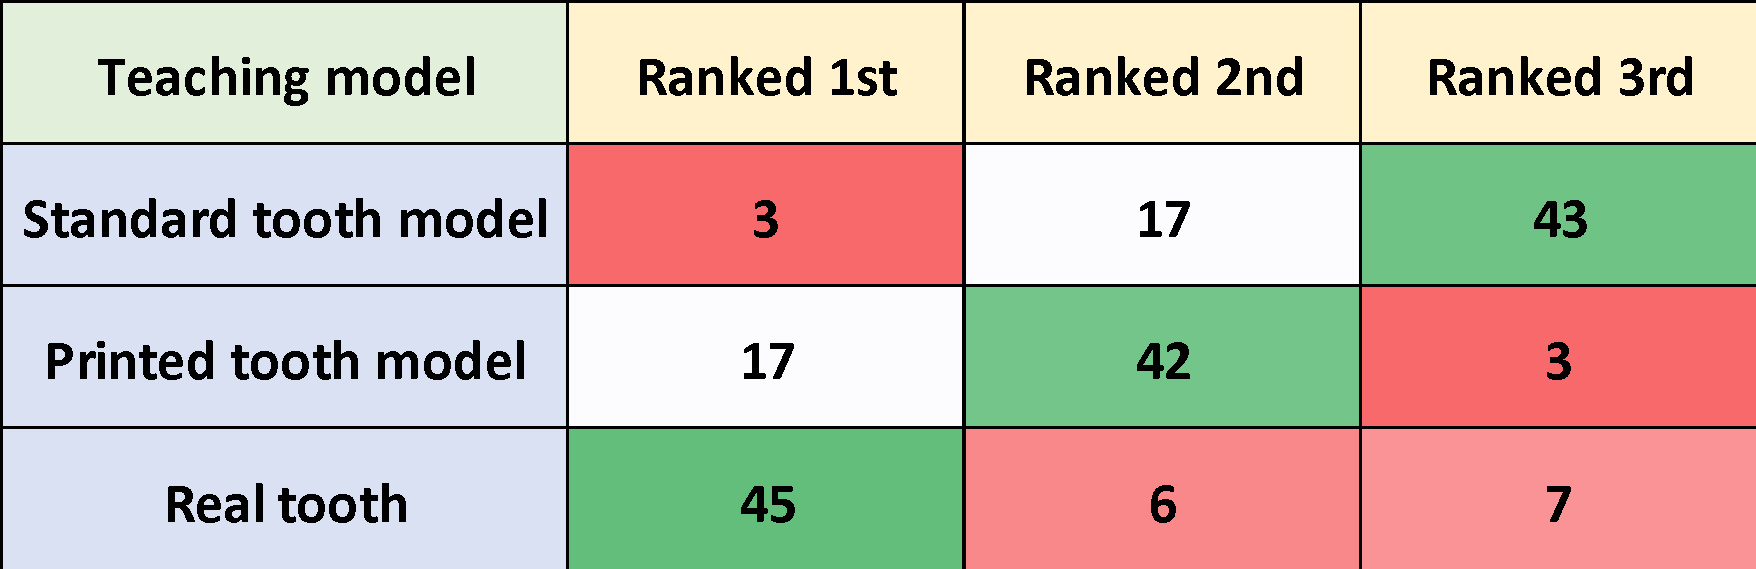 Teaching model Ranked 1st Ranked 2nd Ranked 3rd
Standard tooth model 3 17 43
Printed tooth model 17 42 3
Real tooth 45 6 7